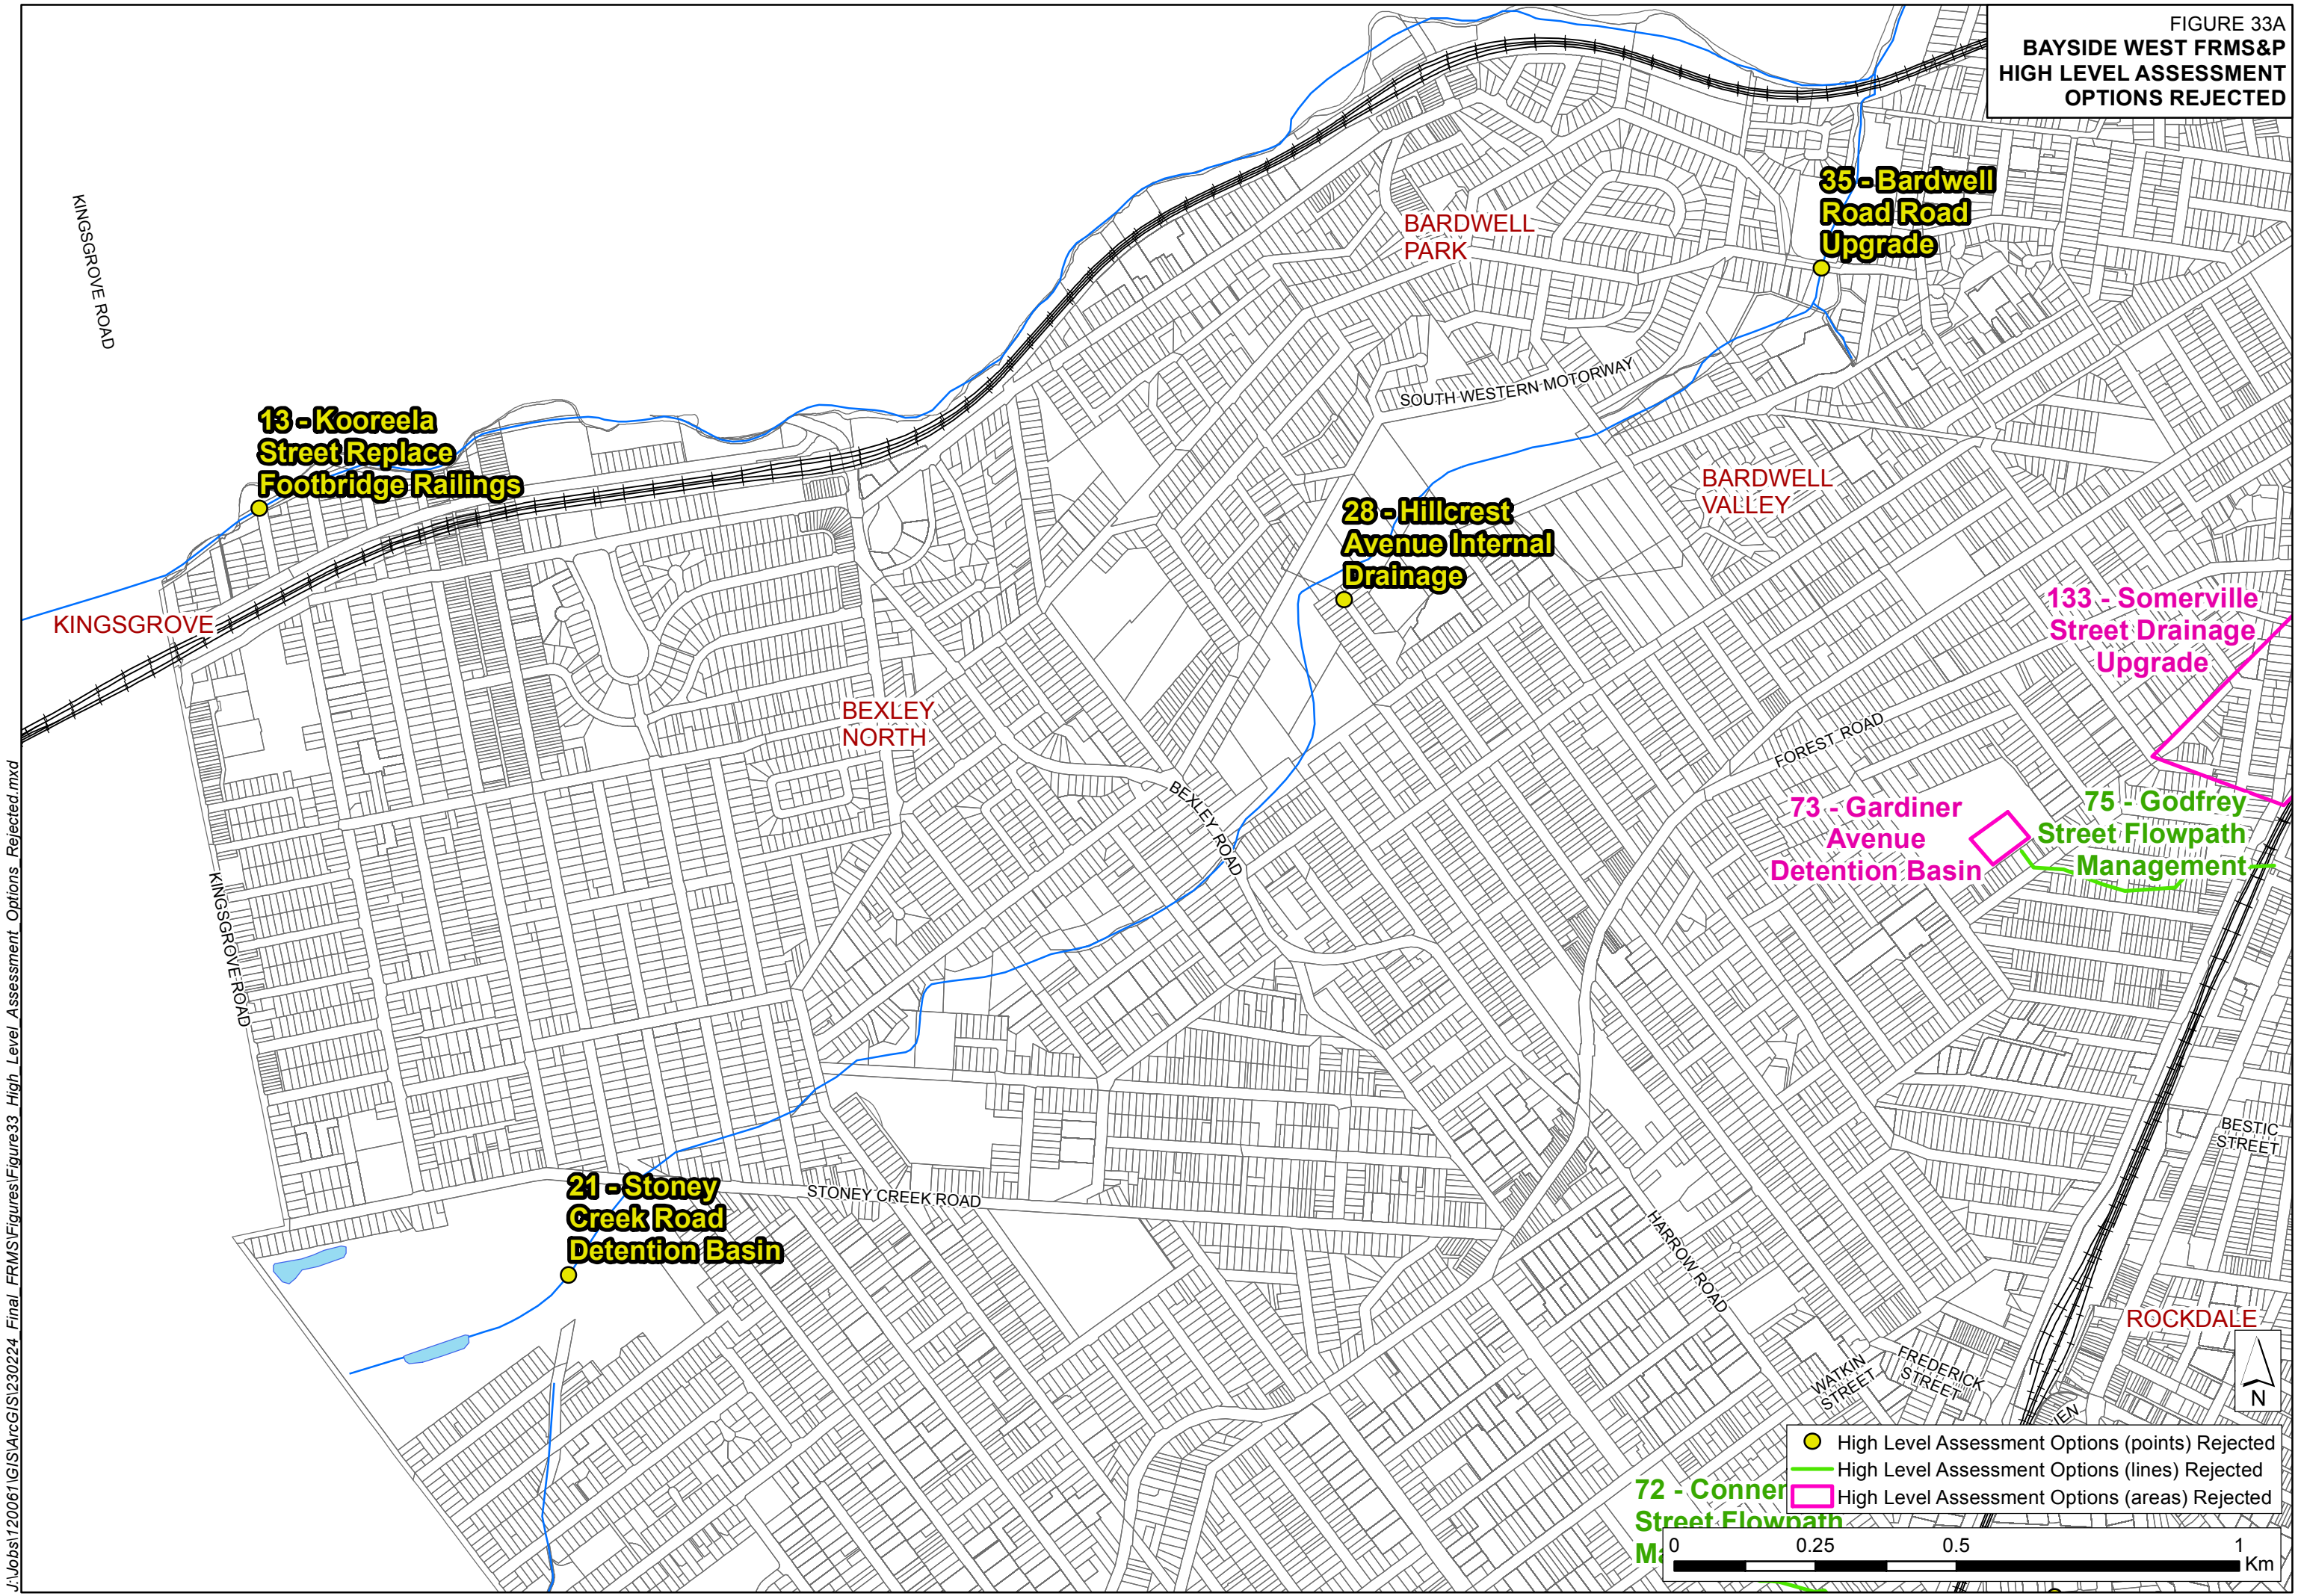 FIGURE 33A
BAYSIDE WEST FRMS&P
HIGH LEVEL ASSESSMENT
OPTIONS REJECTED
KINGSGROVE ROAD
35 - Bardwell
Road Road
Upgrade
BARDWELL
PARK
SOUTH WESTERN MOTORWAY
13 - Kooreela
Street Replace
Footbridge Railings
BARDWELL
VALLEY
28 - Hillcrest
Avenue Internal
Drainage
KINGSGROVE
133 - Somerville
Street Drainage
Upgrade
BEXLEY
NORTH
FOREST ROAD
BEXLEY ROAD
73 - Gardiner
Avenue
Detention Basin
75 - Godfrey
Street Flowpath
Management
KINGSGROVE ROAD
BESTIC
STREET
21 - Stoney
Creek Road
Detention Basin
STONEY CREEK ROAD
HARROW ROAD
ROCKDALE
WATKIN
STREET
FREDERICK
STREET
N
High Level Assessment Options (points) Rejected
High Level Assessment Options (lines) Rejected
High Level Assessment Options (areas) Rejected
72 - Conner
Street Flowpath
0 0.25 0.5 1
Km
J:\Jobs\120061\GIS\ArcGIS\230224_Final_FRMS\Figures\Figure33_High_Level_Assessment_Options_Rejected.mxd